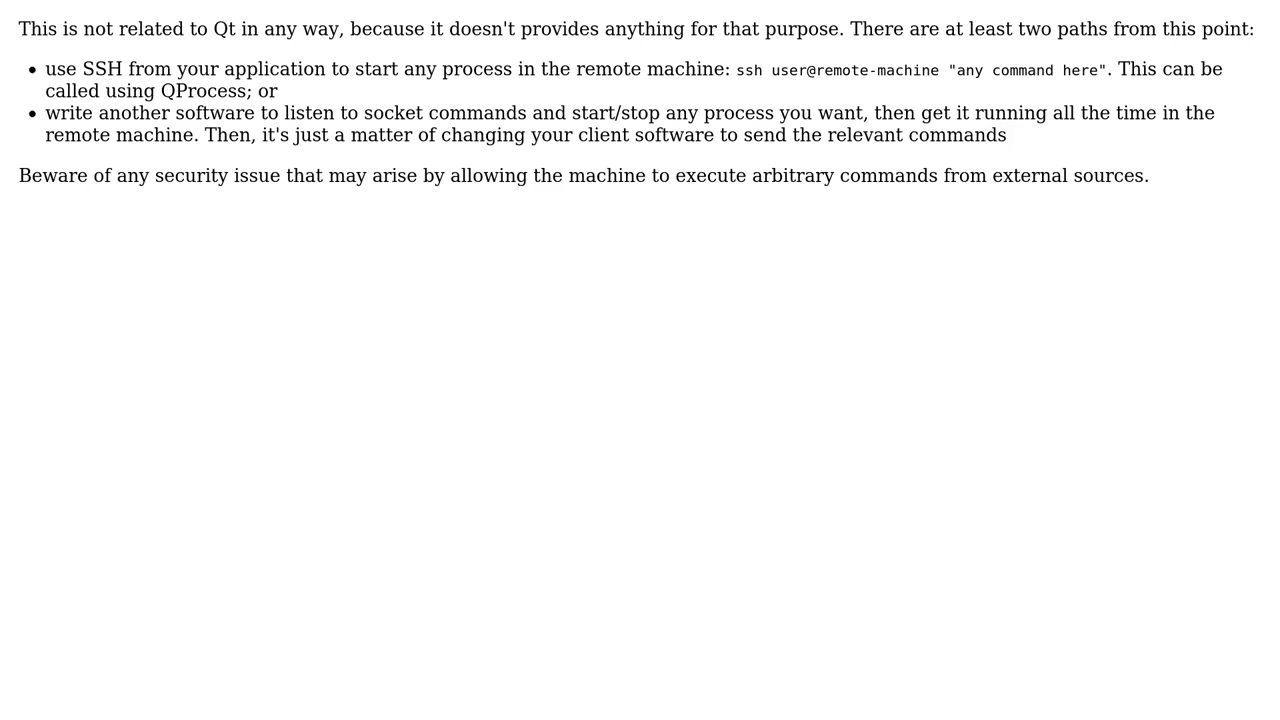 This is not related to Qt in any way, because it doesn't provides anything for that purpose. There are at least two paths from this point:
• use SSH from your application to start any process in the remote machine: ssh user@remote-machine "any command here". This can be
called using QProcess; or
• write another software to listen to socket commands and start/stop any process you want, then get it running all the time in the
remote machine. Then, it's just a matter of changing your client software to send the relevant commands
Beware of any security issue that may arise by allowing the machine to execute arbitrary commands from external sources.